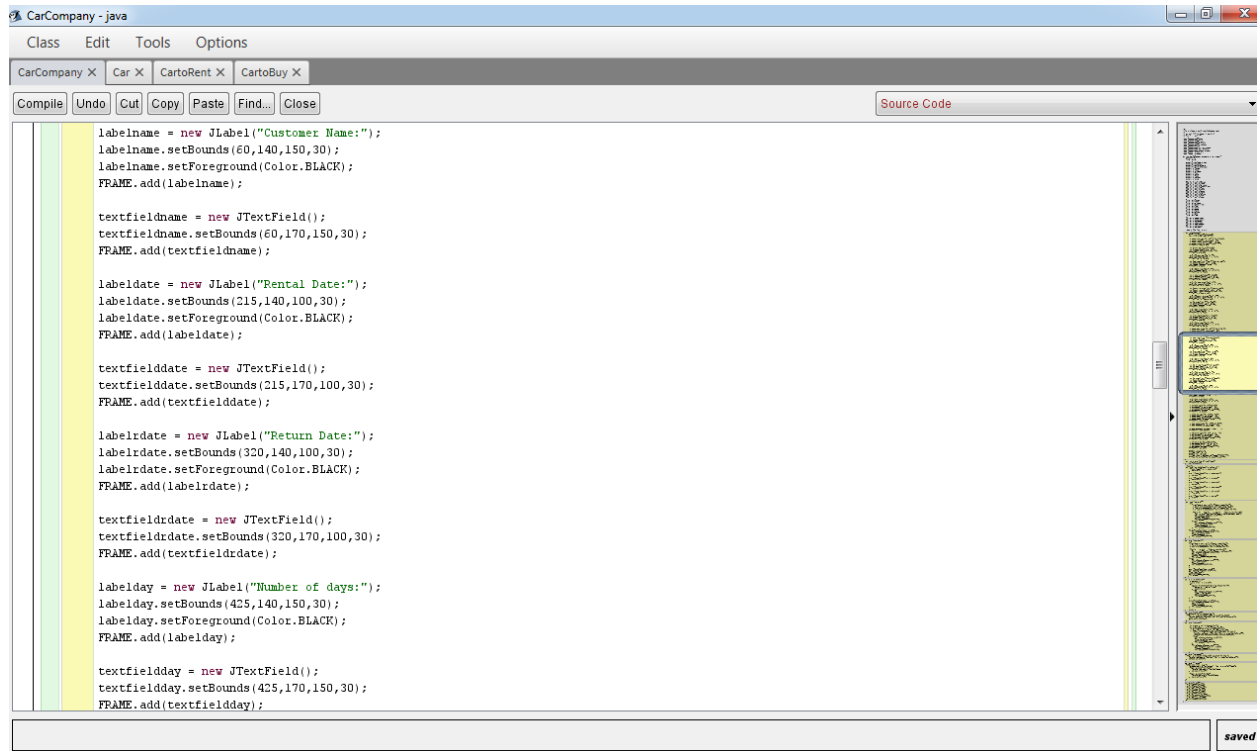 CarCompany - java
Class Edit Tools Options
CarCompany X Car X CartoRent X CartoBuy X
Compile Undo Cut Copy Paste Find... Close Source Code
labelname = new JLabel("Customer Name:");
labelname.setBounds(60,140,150,30);
labelname.setForeground(Color.BLACK);
FRAME.add(labelname);
textfieldname = new JTextField();
textfieldname.setBounds(60,170,150,30);
FRAME.add(textfieldname);
labeldate = new JLabel("Rental Date:");
labeldate.setBounds(215,140,100,30);
labeldate.setForeground(Color.BLACK);
FRAME.add(labeldate);
textfielddate = new JTextField();
textfielddate.setBounds(215,170,100,30);
FRAME.add(textfielddate);
labelrdate = new JLabel("Return Date:");
labelrdate.setBounds(320,140,100,30);
labelrdate.setForeground(Color.BLACK);
FRAME.add(labelrdate);
textfieldrdate = new JTextField();
textfieldrdate.setBounds(320,170,100,30);
FRAME.add(textfieldrdate);
labelday = new JLabel("Number of days:");
labelday.setBounds(425,140,150,30);
labelday.setForeground(Color.BLACK);
FRAME.add(labelday);
textfieldday = new JTextField();
textfieldday.setBounds(425,170,150,30);
FRAME.add(textfieldday);
saved